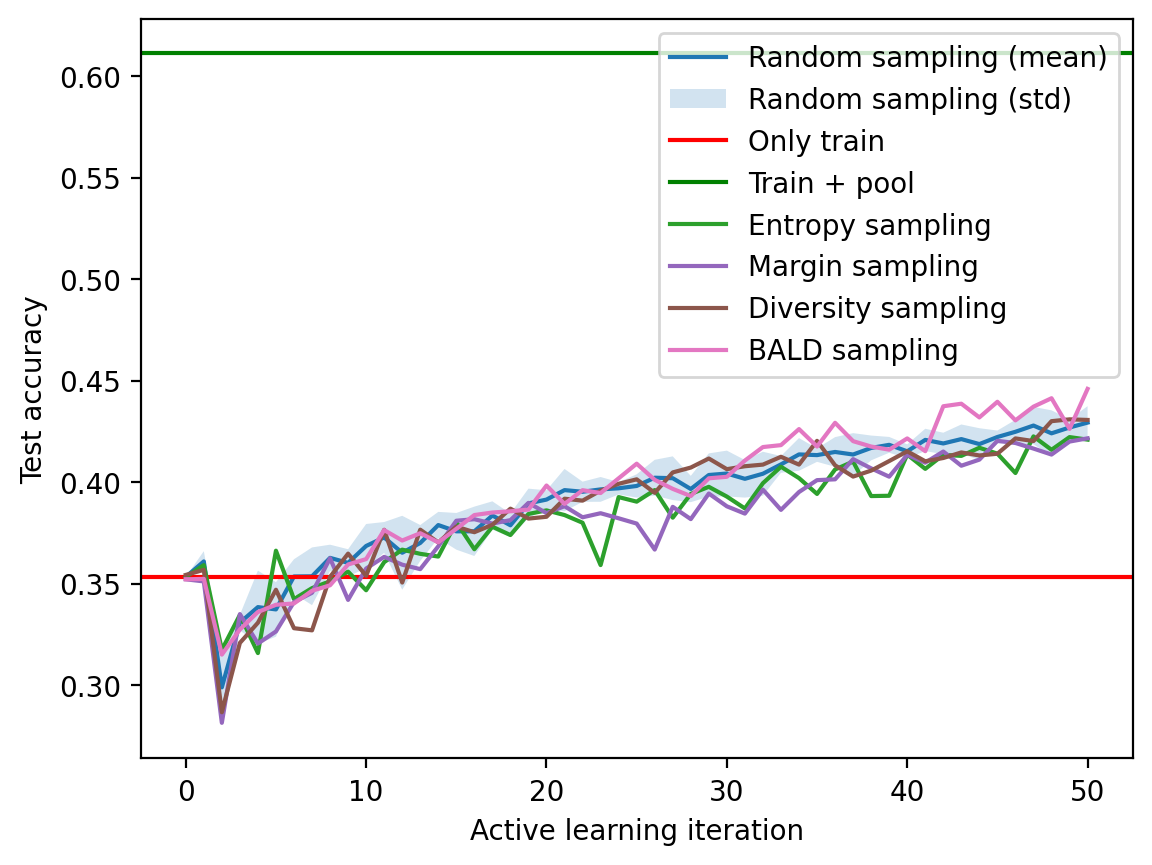 Random sampling (mean)
Random sampling (std)
Only train
Train + pool
Entropy sampling
Margin sampling
Diversity sampling
BALD sampling
0.60
0.55
0.50
0.45
0.40
0.35
0.30
Test accuracy
0 10 20 30 40 50
Active learning iteration